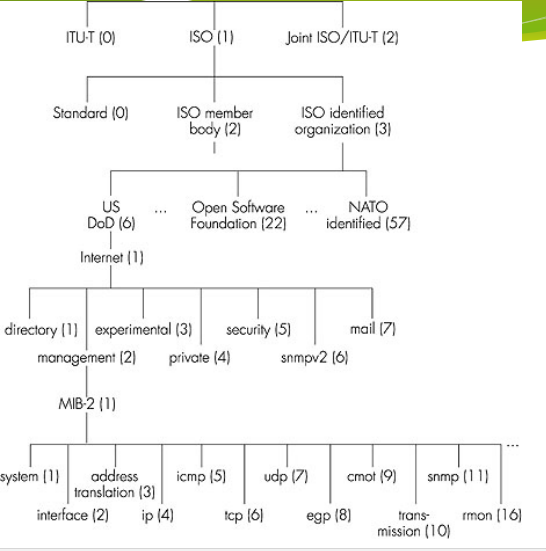 ITU-T (0) ISO (1) Joint ISO/ITU-T (2)
Standard (0) ISO member ISO identified
body (2) organization (3)
US ... Open Software ... NATO
DoD (6) Foundation (22) identified (57)
Internet (1)
directory (1) experimental (3) security (5) mail (7)
management (2) private (4) snmpv2 (6)
MIB-2 (1)
...
system (1) address icmp (5) udp (7) cmot (9) snmp (11)
translation (3)
interface (2) ip (4) tcp (6) egp (8) trans- rmon (16)
mission (10)